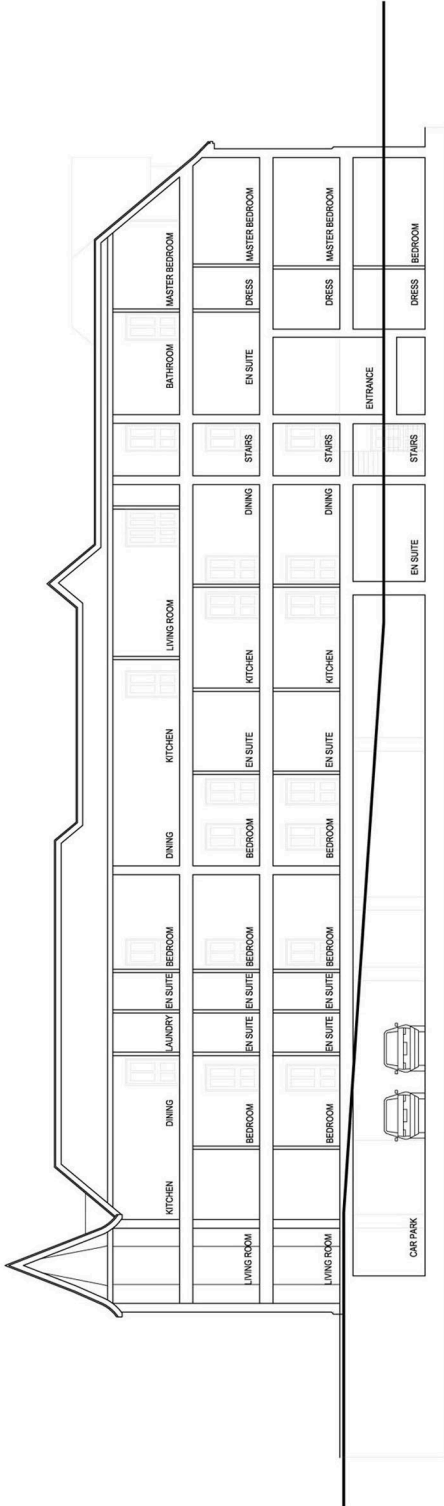 KITCHEN
DINING
LAUNDRY
EN SUITE
BEDROOM
DINING
KITCHEN
LIVING ROOM
BATHROOM
MASTER BEDROOM
LIVING ROOM
BEDROOM
EN SUITE
EN SUITE
BEDROOM
BEDROOM
EN SUITE
KITCHEN
DINING
STAIRS
EN SUITE
DRESS
MASTER BEDROOM
LIVING ROOM
BEDROOM
EN SUITE
EN SUITE
BEDROOM
BEDROOM
EN SUITE
KITCHEN
DINING
STAIRS
DRESS
MASTER BEDROOM
ENTRANCE
CAR PARK
EN SUITE
STAIRS
DRESS
BEDROOM